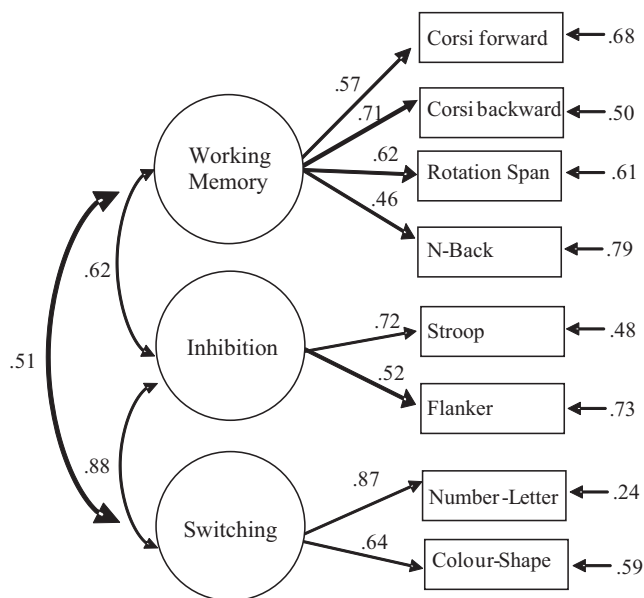 Corsi forward
.68
.57
Corsi backward
.50
.71
Working
Memory
.62
Rotation Span
.61
.46
N-Back
.79
.62
Inhibition
.72
Stroop
.48
.51
.52
Flanker
.73
.88
Switching
.87
Number-Letter
.24
.64
Colour-Shape
.59